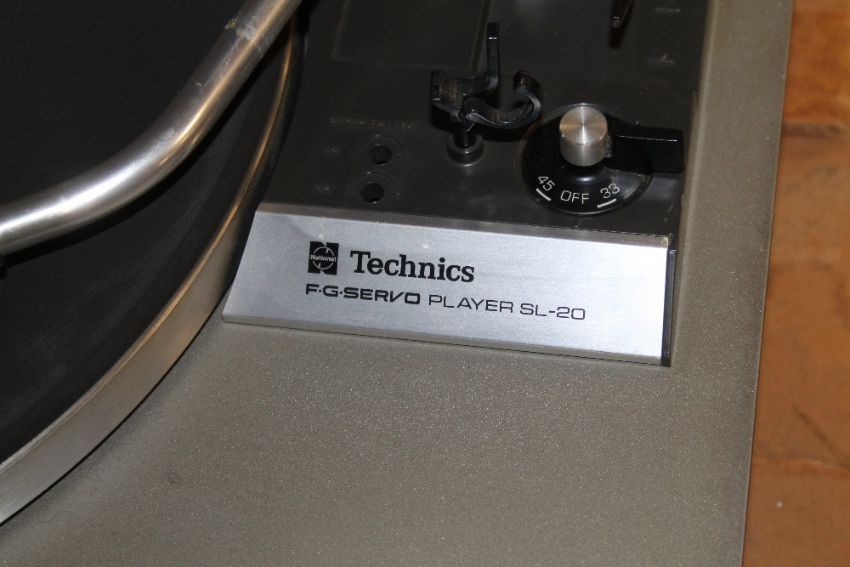 45 OFF 33
National Technics
F·G·SERVO PLAYER SL-20